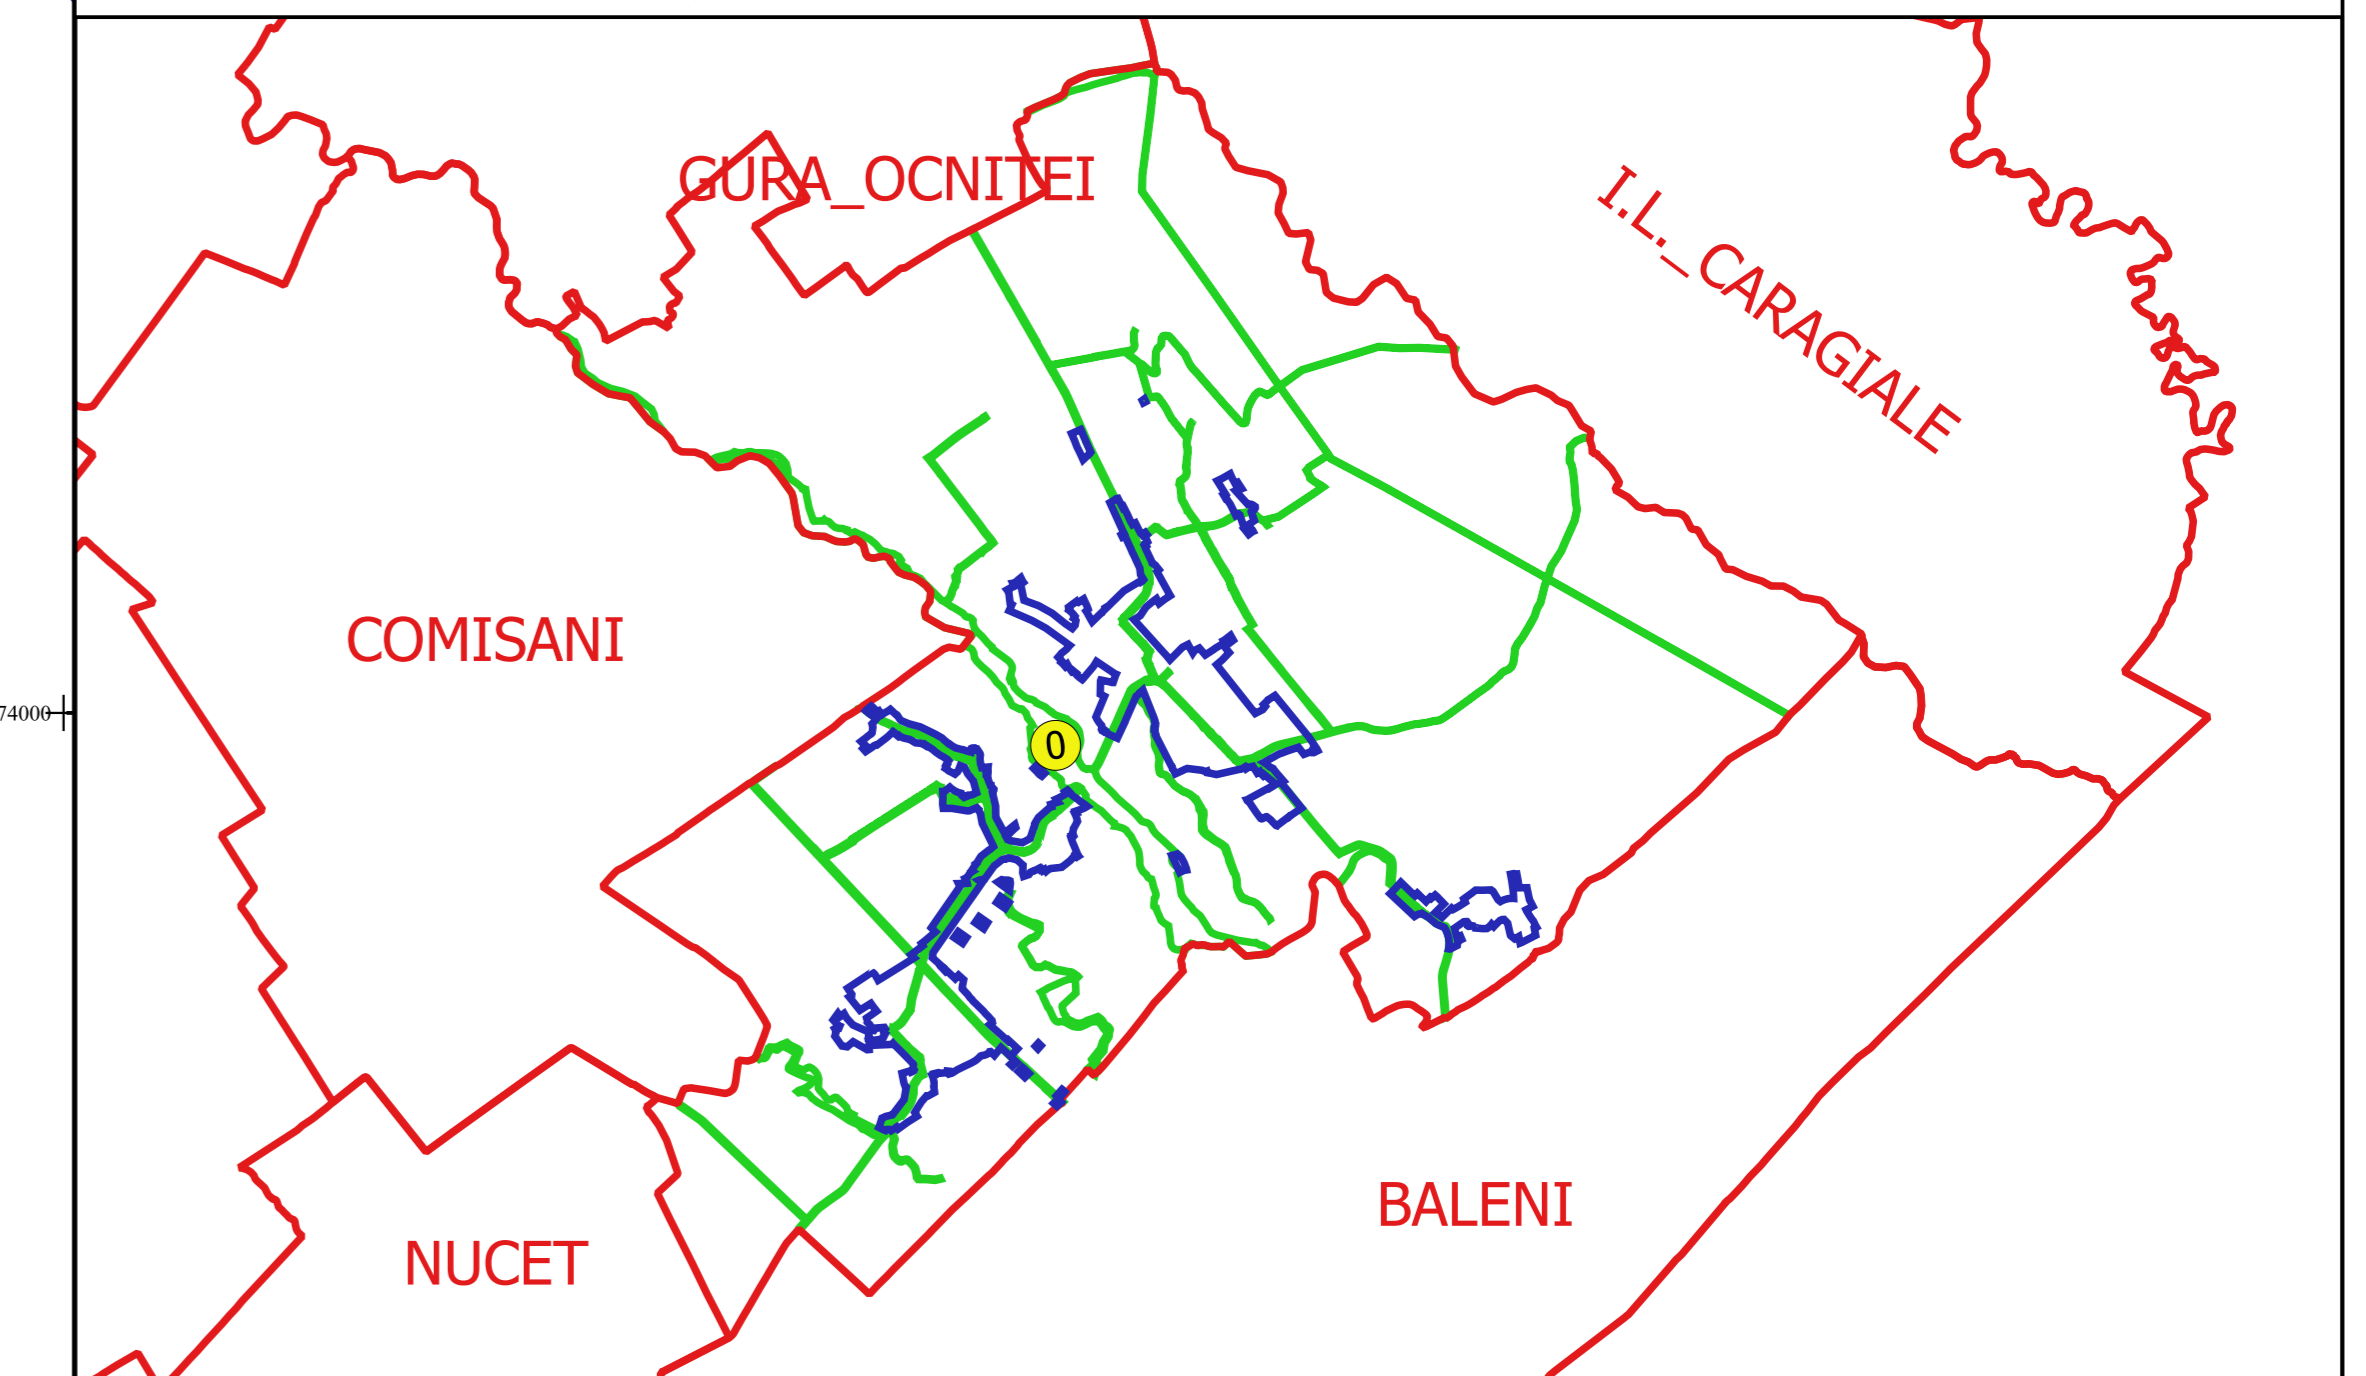 GURA_OCNITEI
I.L._CARAGIALE
COMISANI
74000
0
BALENI
NUCET